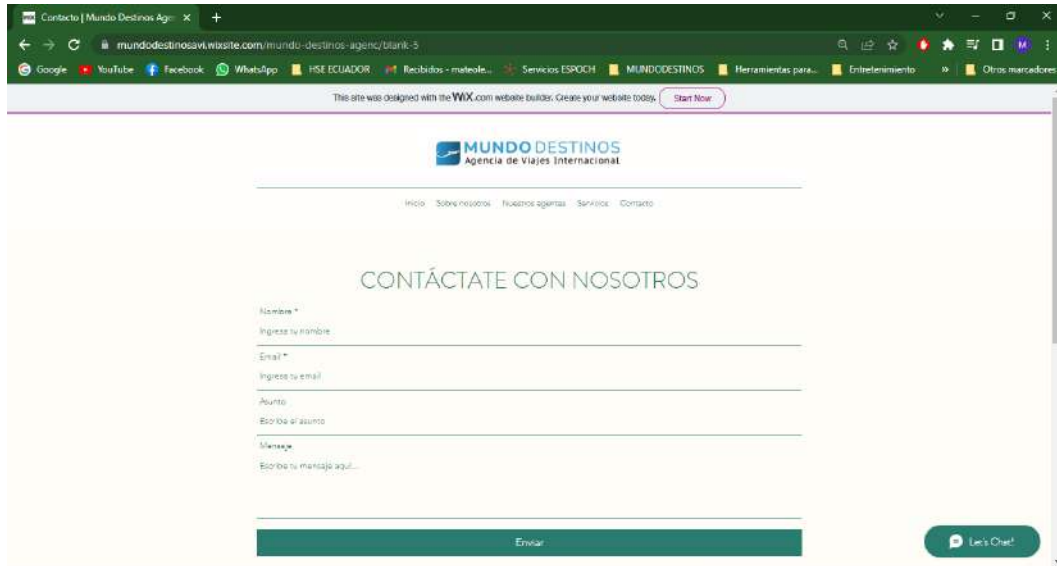 Contacto | Mundo Destinos Age
mundodestinosavi.wixsite.com/mundo-destinos-agenc/blank-5
Google YouTube Facebook WhatsApp HSE ECUADOR Recibidos - mateole... Servicios ESPOCH MUNDODESTINOS Herramientas para... Entretenimiento » Otros marcadores
This site was designed with the WiX.com website builder. Create your website today. Start Now
MUNDO DESTINOS
Agencia de Viajes Internacional
Inicio Sobre nosotros Nuestros agentes Servicios Contacto
CONTÁCTATE CON NOSOTROS
Nombre *
Ingresa tu nombre
Email *
Ingresa tu email
Asunto
Escribe el asunto
Mensaje
Escribe tu mensaje aquí...
Enviar
Let's Chat!